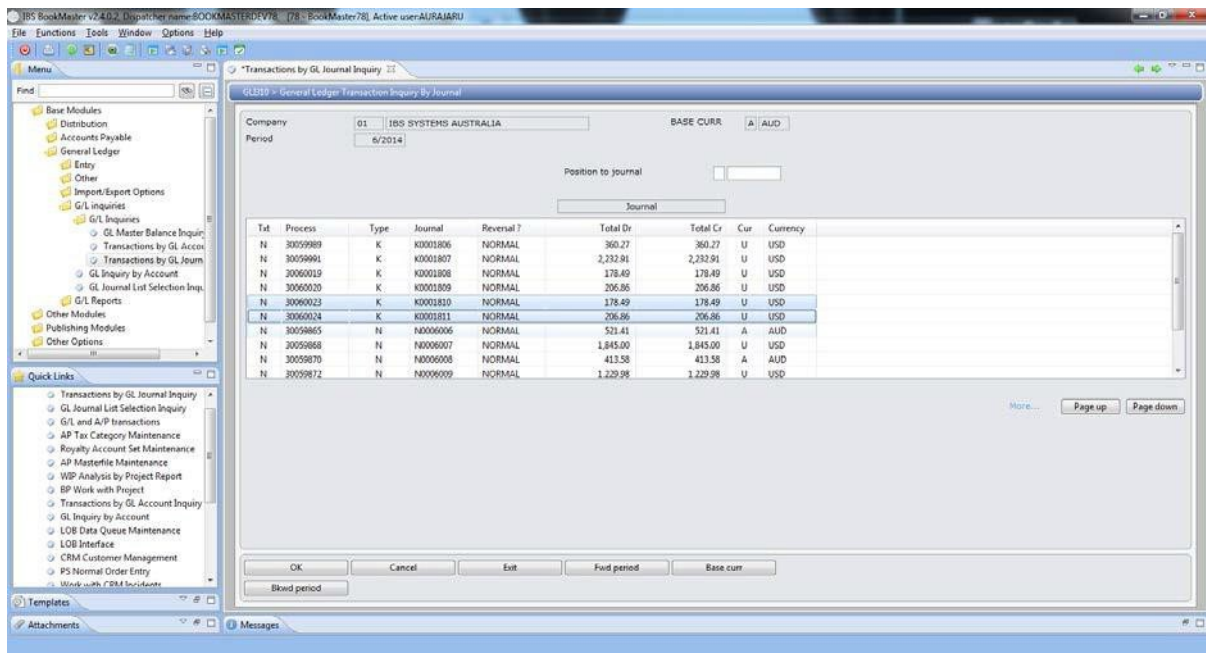 IBS BookMaster v2.4.0.2, Dispatcher name:BOOKMASTERDEV78 [78 - BookMaster78], Active user:AURAJARU
File Functions Tools Window Options Help
Menu
*Transactions by GL Journal Inquiry
Find
GLEI10 > General Ledger Transaction Inquiry By Journal
Base Modules
Distribution
Accounts Payable
General Ledger
Entry
Other
Import/Export Options
G/L inquiries
G/L Inquiries
GL Master Balance Inquiry
Transactions by GL Accou
Transactions by GL Journ
GL Inquiry by Account
GL Journal List Selection Inqu
G/L Reports
Other Modules
Publishing Modules
Other Options
Company 01 IBS SYSTEMS AUSTRALIA BASE CURR A AUD
Period 6/2014
Position to journal
Journal
Txt Process Type Journal Reversal ? Total Dr Total Cr Cur Currency
N 30059989 K K0001806 NORMAL 360.27 360.27 U USD
N 30059991 K K0001807 NORMAL 2,232.91 2,232.91 U USD
N 30060019 K K0001808 NORMAL 178.49 178.49 U USD
N 30060020 K K0001809 NORMAL 206.86 206.86 U USD
N 30060023 K K0001810 NORMAL 178.49 178.49 U USD
N 30060024 K K0001811 NORMAL 206.86 206.86 U USD
N 30059865 N N0006006 NORMAL 521.41 521.41 A AUD
N 30059868 N N0006007 NORMAL 1,845.00 1,845.00 U USD
N 30059870 N N0006008 NORMAL 413.58 413.58 A AUD
N 30059872 N N0006009 NORMAL 1,229.98 1,229.98 U USD
More... Page up Page down
Quick Links
Transactions by GL Journal Inquiry
GL Journal List Selection Inquiry
G/L and A/P transactions
AP Tax Category Maintenance
Royalty Account Set Maintenance
AP Masterfile Maintenance
WIP Analysis by Project Report
BP Work with Project
Transactions by GL Account Inquiry
GL Inquiry by Account
LOB Data Queue Maintenance
LOB Interface
CRM Customer Management
PS Normal Order Entry
Work with CRM Incidents
OK Cancel Exit Fwd period Base curr
Bkwd period
Templates
Attachments
Messages